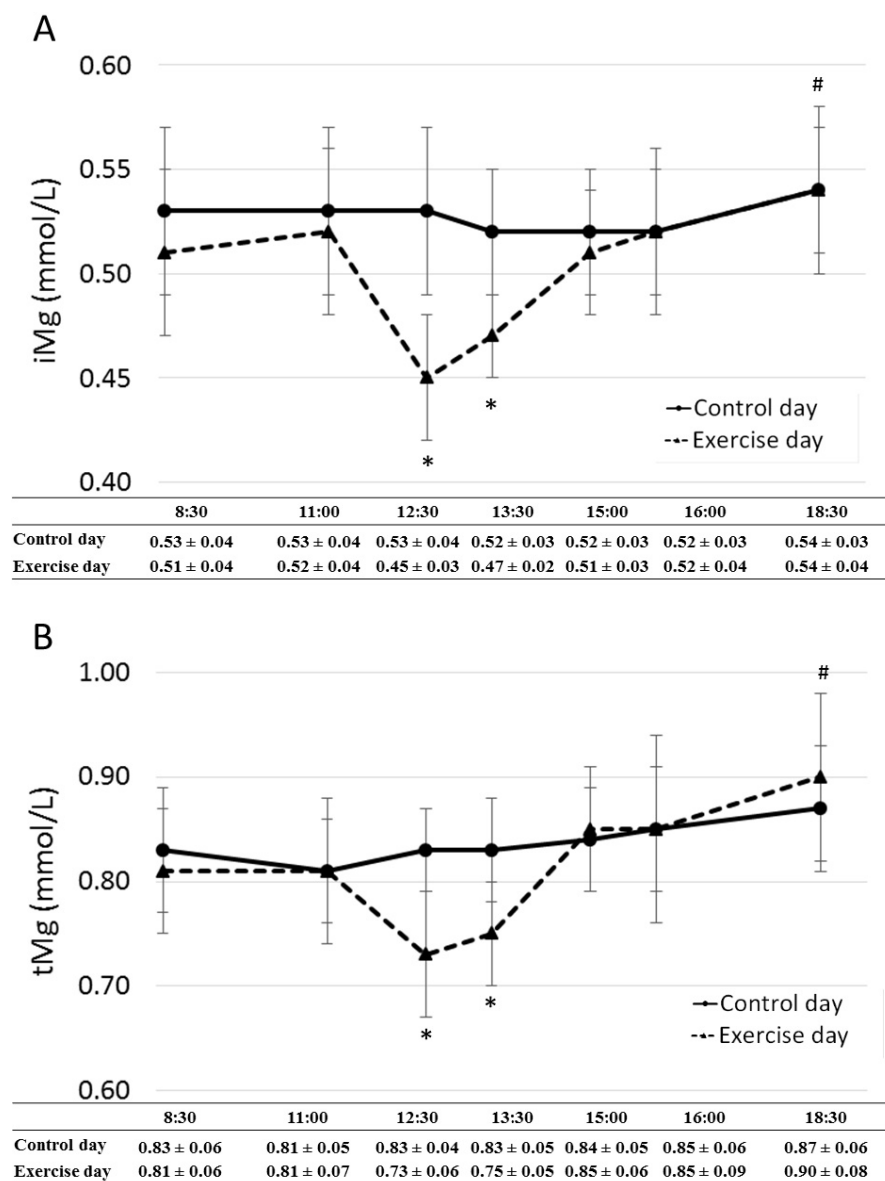 A
0.60
#
0.55
iMg (mmol/L)
0.50
0.45
*
*
Control day
Exercise day
0.40
8:30 11:00 12:30 13:30 15:00 16:00 18:30
Control day 0.53 ± 0.04 0.53 ± 0.04 0.53 ± 0.04 0.52 ± 0.03 0.52 ± 0.03 0.52 ± 0.03 0.54 ± 0.03
Exercise day 0.51 ± 0.04 0.52 ± 0.04 0.45 ± 0.03 0.47 ± 0.02 0.51 ± 0.03 0.52 ± 0.04 0.54 ± 0.04
B
1.00
#
0.90
tMg (mmol/L)
0.80
0.70
*
*
Control day
Exercise day
0.60
8:30 11:00 12:30 13:30 15:00 16:00 18:30
Control day 0.83 ± 0.06 0.81 ± 0.05 0.83 ± 0.04 0.83 ± 0.05 0.84 ± 0.05 0.85 ± 0.06 0.87 ± 0.06
Exercise day 0.81 ± 0.06 0.81 ± 0.07 0.73 ± 0.06 0.75 ± 0.05 0.85 ± 0.06 0.85 ± 0.09 0.90 ± 0.08